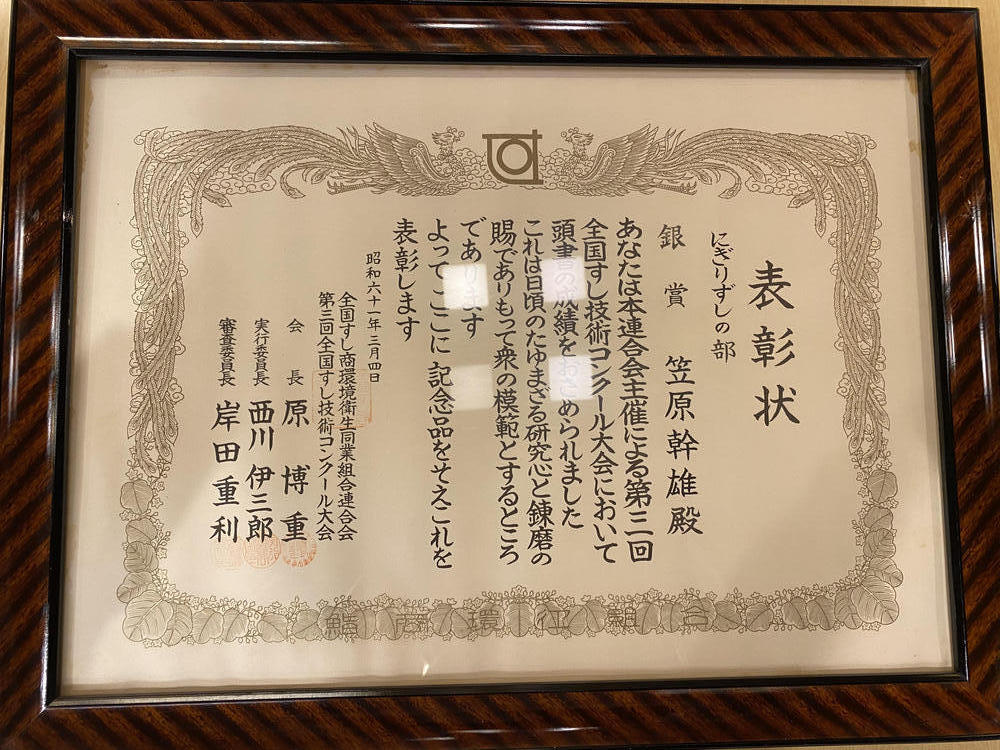 表彰状
にぎりずしの部
銀賞 笠原幹雄殿
あなたは本連合会主催による第三回
全国すし技術コンクール大会において
頭書の成績をおさめられました
これは日頃のたゆまざる研究心と錬磨の
賜でありもって衆の模範とするところ
であります
よってここに記念品をそえこれを
表彰します
昭和六十一年三月四日
全国すし商環境衛生同業組合連合会
第三回全国すし技術コンクール大会
会長 原博重
実行委員長 西川伊三郎
審査委員長 岸田重利
鮨商環衛組合